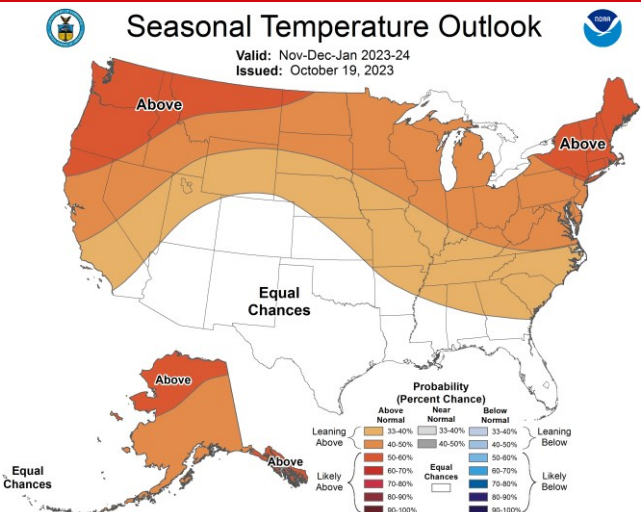 Seasonal Temperature Outlook
NOAA
Valid: Nov-Dec-Jan 2023-24
Issued: October 19, 2023
Above
Above
Equal
Chances
Above
Above
Equal
Chances
Probability
(Percent Chance)
Above
Normal
Near
Normal
Below
Normal
Leaning
Above
33-40%
33-40%
33-40%
Leaning
Below
40-50%
40-50%
40-50%
50-60%
50-60%
Likely
Above
60-70%
Equal
Chances
60-70%
Likely
Below
70-80%
70-80%
80-90%
80-90%
90-100%
90-100%